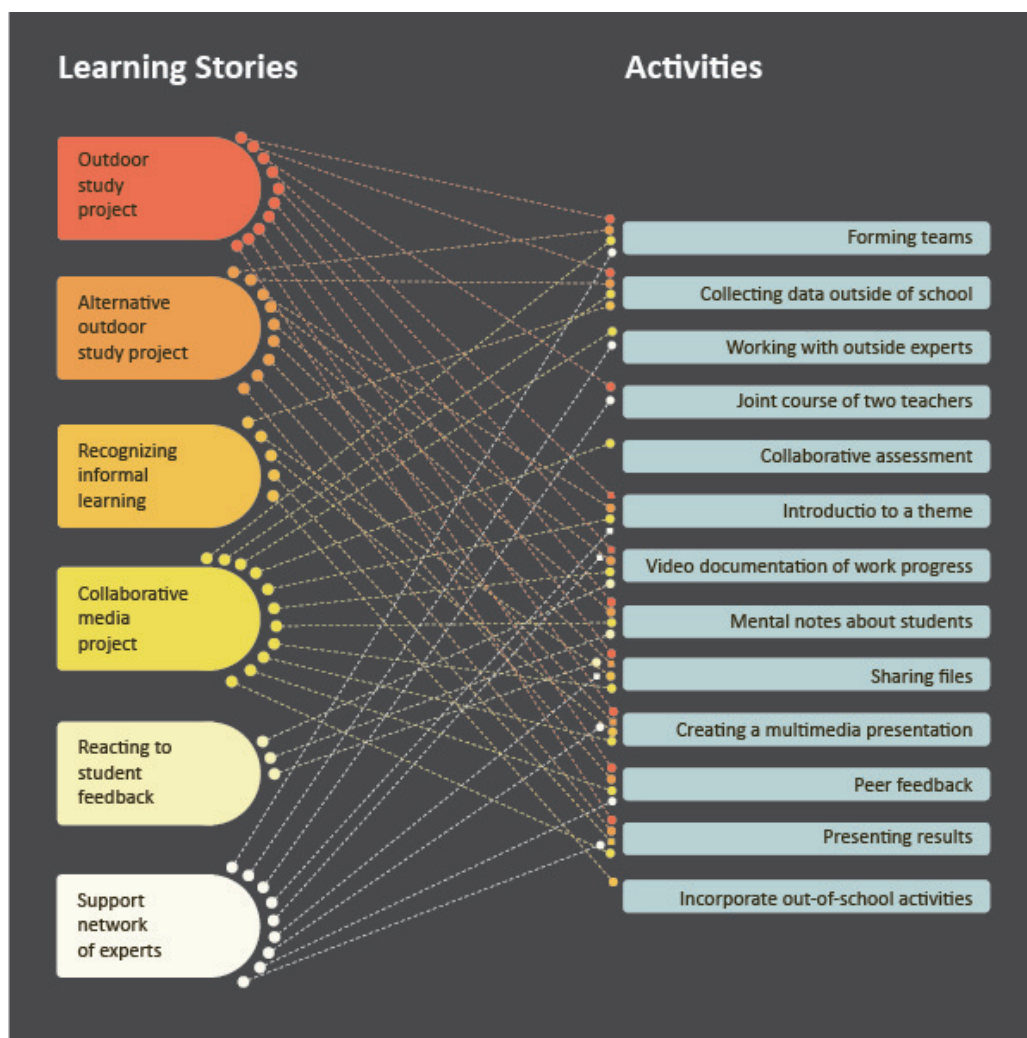 Learning Stories
Activities
Outdoor
study
project
Alternative
outdoor
study project
Recognizing
informal
learning
Collaborative
media
project
Reacting to
student
feedback
Support
network
of experts
Forming teams
Collecting data outside of school
Working with outside experts
Joint course of two teachers
Collaborative assessment
Introductio to a theme
Video documentation of work progress
Mental notes about students
Sharing files
Creating a multimedia presentation
Peer feedback
Presenting results
Incorporate out-of-school activities